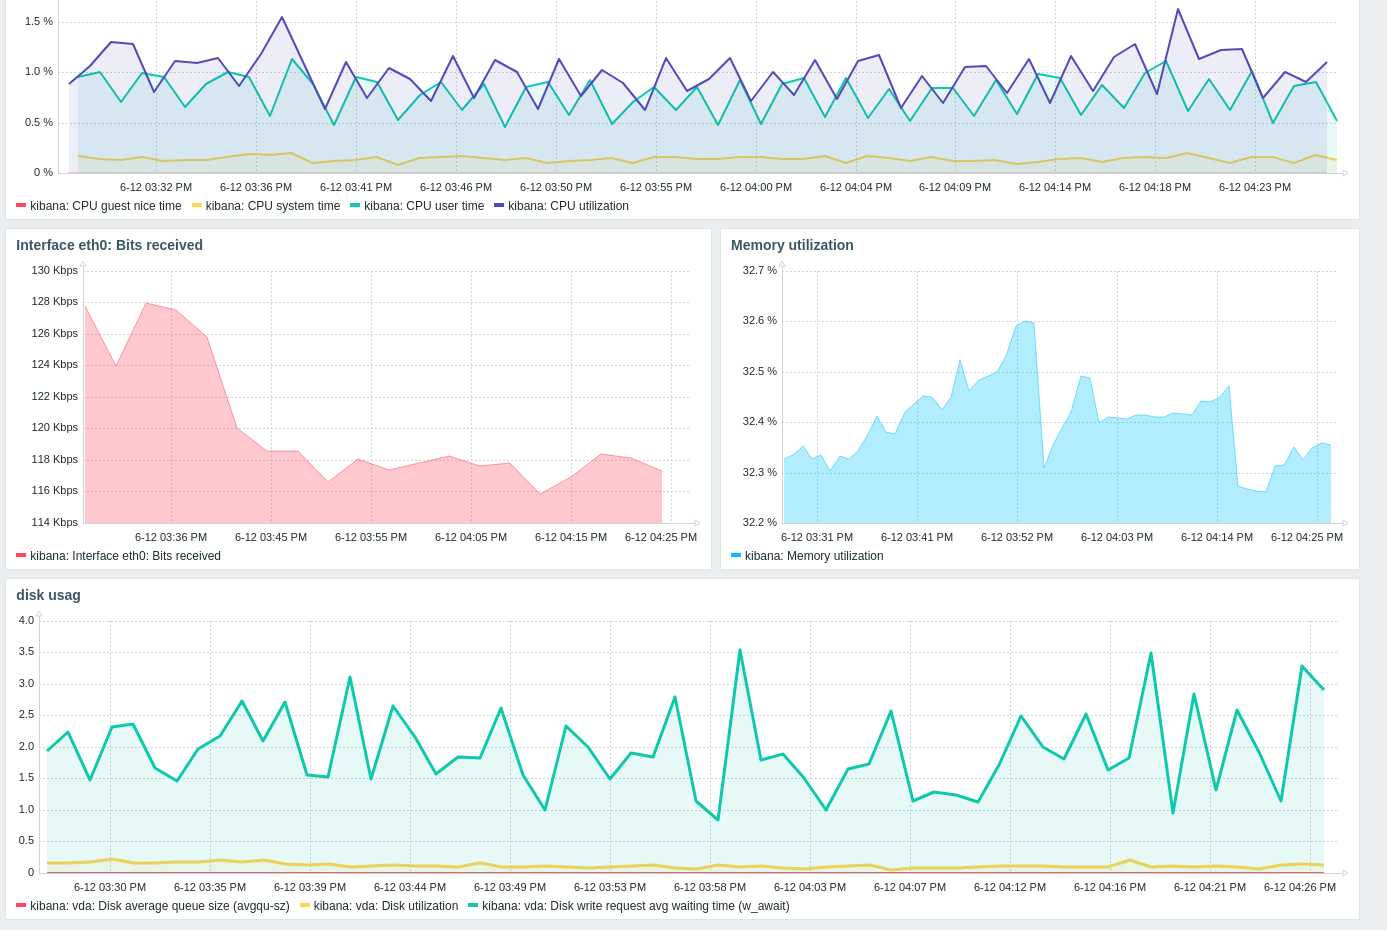 1.5 %
1.0 %
0.5 %
0 %
6-12 03:32 PM 6-12 03:36 PM 6-12 03:41 PM 6-12 03:46 PM 6-12 03:50 PM 6-12 03:55 PM 6-12 04:00 PM 6-12 04:04 PM 6-12 04:09 PM 6-12 04:14 PM 6-12 04:18 PM 6-12 04:23 PM
kibana: CPU guest nice time kibana: CPU system time kibana: CPU user time kibana: CPU utilization
Interface eth0: Bits received
130 Kbps
128 Kbps
126 Kbps
124 Kbps
122 Kbps
120 Kbps
118 Kbps
116 Kbps
114 Kbps
6-12 03:36 PM 6-12 03:45 PM 6-12 03:55 PM 6-12 04:05 PM 6-12 04:15 PM 6-12 04:25 PM
kibana: Interface eth0: Bits received
Memory utilization
32.7 %
32.6 %
32.5 %
32.4 %
32.3 %
32.2 %
6-12 03:31 PM 6-12 03:41 PM 6-12 03:52 PM 6-12 04:03 PM 6-12 04:14 PM 6-12 04:25 PM
kibana: Memory utilization
disk usag
4.0
3.5
3.0
2.5
2.0
1.5
1.0
0.5
0
6-12 03:30 PM 6-12 03:35 PM 6-12 03:39 PM 6-12 03:44 PM 6-12 03:49 PM 6-12 03:53 PM 6-12 03:58 PM 6-12 04:03 PM 6-12 04:07 PM 6-12 04:12 PM 6-12 04:16 PM 6-12 04:21 PM 6-12 04:26 PM
kibana: vda: Disk average queue size (avgqu-sz) kibana: vda: Disk utilization kibana: vda: Disk write request avg waiting time (w_await)